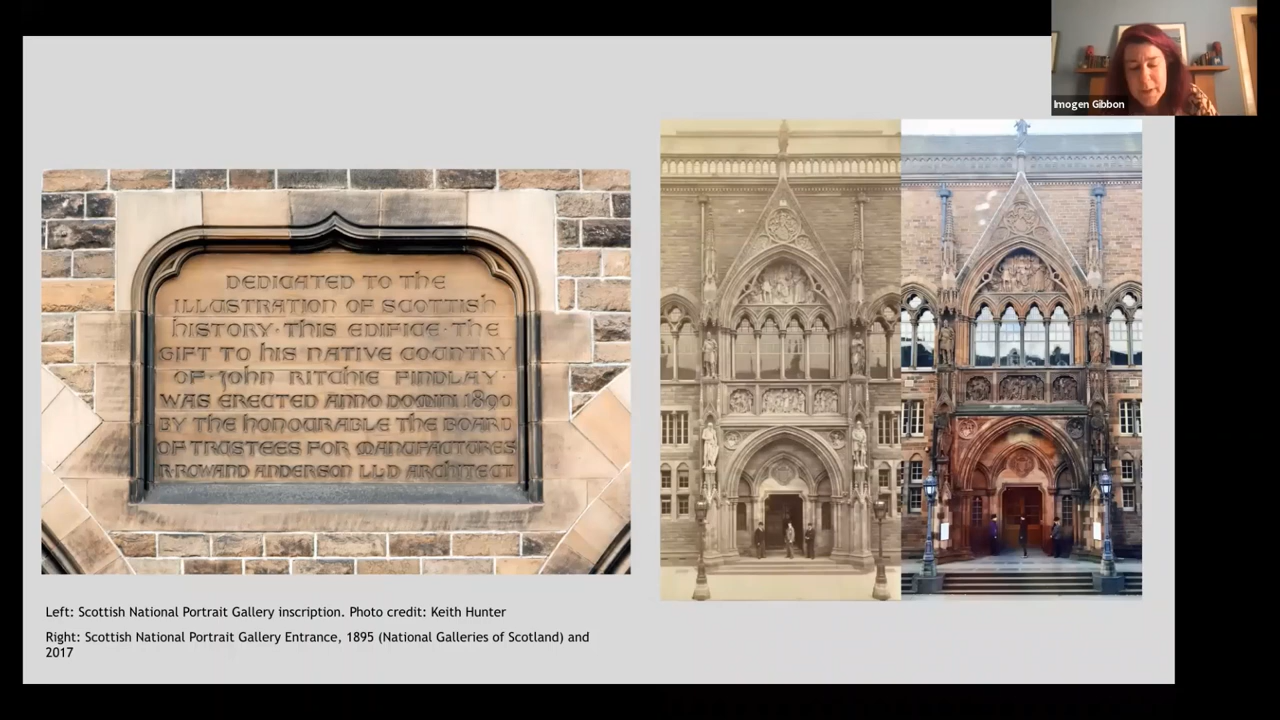 Imogen Gibbon
DEDICATED TO THE
ILLUSTRATION OF SCOTTISH
HISTORY · THIS EDIFICE · THE
GIFT TO HIS NATIVE COUNTRY
OF · JOHN RITCHIE FINDLAY ·
WAS ERECTED ANNO DOMINI 1890
BY THE HONOURABLE THE BOARD
OF TRUSTEES FOR MANUFACTURES
R·ROWAND ANDERSON LL·D ARCHITECT
Left: Scottish National Portrait Gallery inscription. Photo credit: Keith Hunter
Right: Scottish National Portrait Gallery Entrance, 1895 (National Galleries of Scotland) and
2017